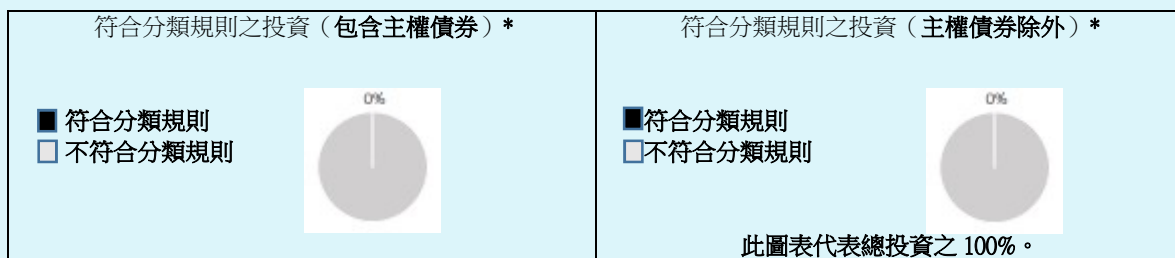 符合分類規則之投資（包含主權債券）*
0%
符合分類規則
不符合分類規則
符合分類規則之投資（主權債券除外）*
0%
符合分類規則
不符合分類規則
此圖表代表總投資之 100%。